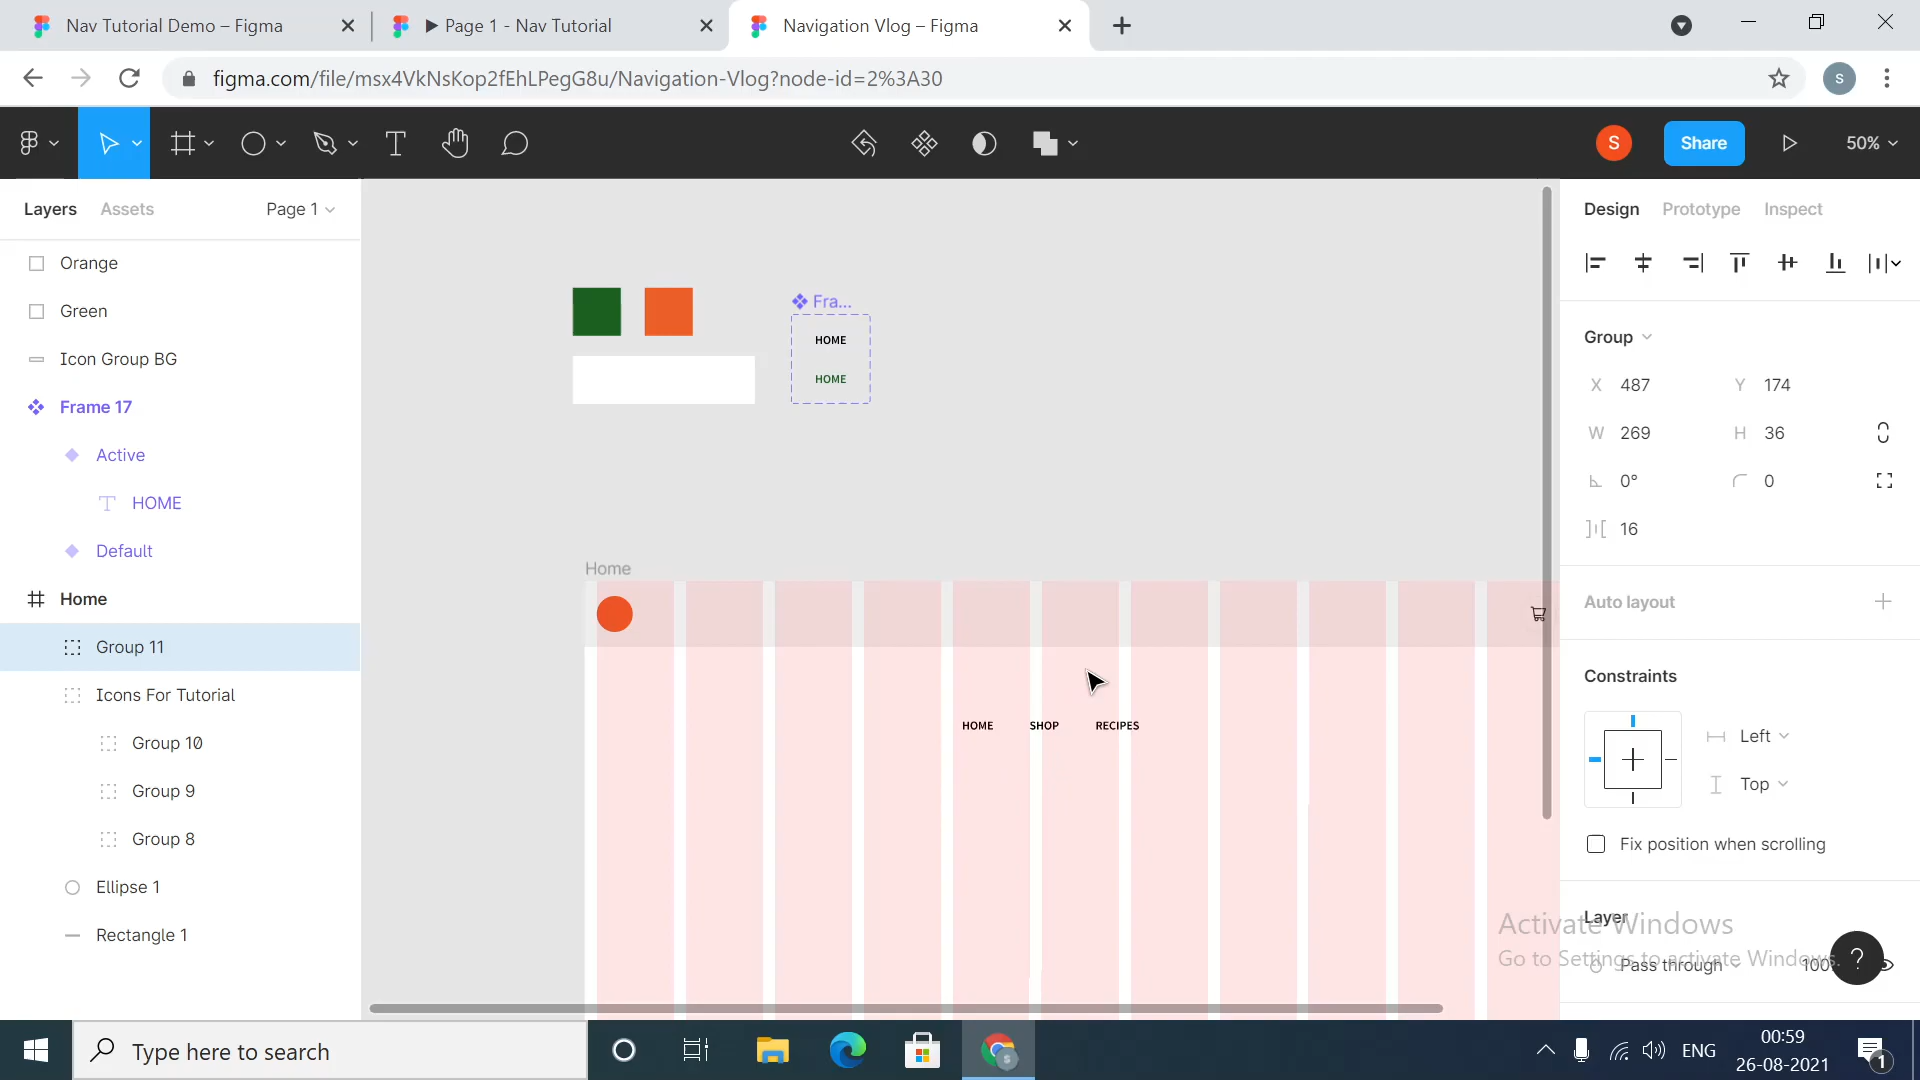 Nav Tutorial Demo – Figma
▶ Page 1 - Nav Tutorial
Navigation Vlog – Figma
figma.com/file/msx4VkNsKop2fEhLPegG8u/Navigation-Vlog?node-id=2%3A30
S
S
Share
50%
Layers
Assets
Page 1
Design
Prototype
Inspect
Orange
Green
Icon Group BG
Frame 17
Active
HOME
Default
Home
Group 11
Icons For Tutorial
Group 10
Group 9
Group 8
Ellipse 1
Rectangle 1
Fra...
HOME
HOME
Home
HOME
SHOP
RECIPES
Group
X 487
Y 174
W 269
H 36
0°
0
16
Auto layout
Constraints
Left
Top
Fix position when scrolling
Layer
Pass through
100%
Activate Windows
Go to Settings to activate Windows.
?
Type here to search
S
ENG
00:59
26-08-2021
1